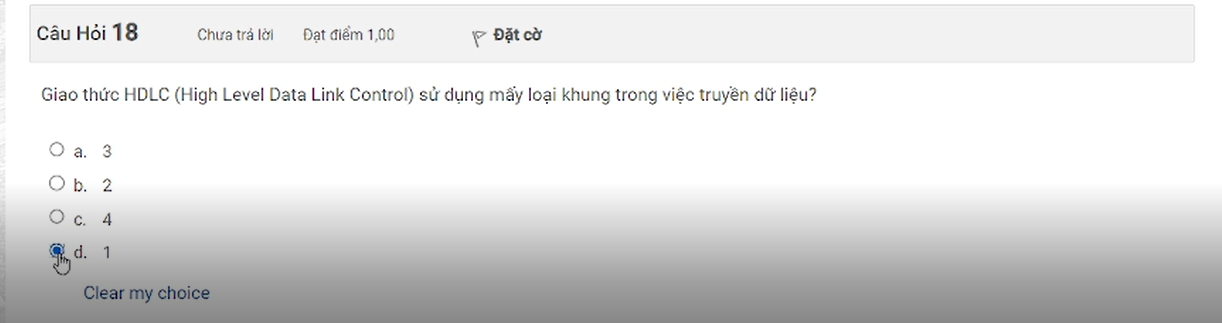 Câu Hỏi 18 Chưa trả lời Đạt điểm 1,00 Đặt cờ
Giao thức HDLC (High Level Data Link Control) sử dụng mấy loại khung trong việc truyền dữ liệu?
a. 3
b. 2
c. 4
d. 1
Clear my choice